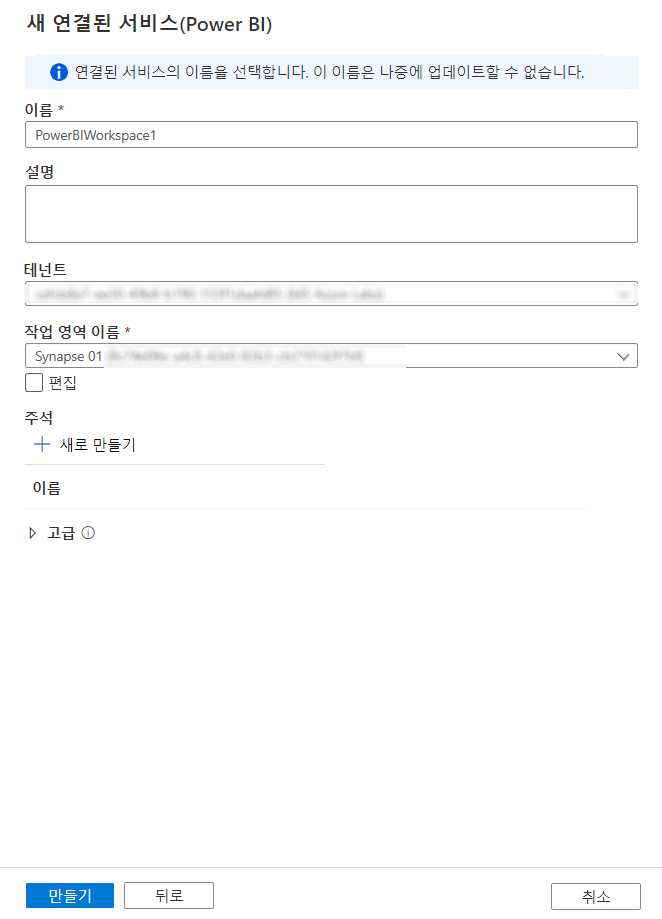 새 연결된 서비스(Power BI)
연결된 서비스의 이름을 선택합니다. 이 이름은 나중에 업데이트할 수 없습니다.
이름 *
PowerBIWorkspace1
설명
테넌트
작업 영역 이름 *
Synapse 01
편집
주석
새로 만들기
이름
고급
만들기
뒤로
취소